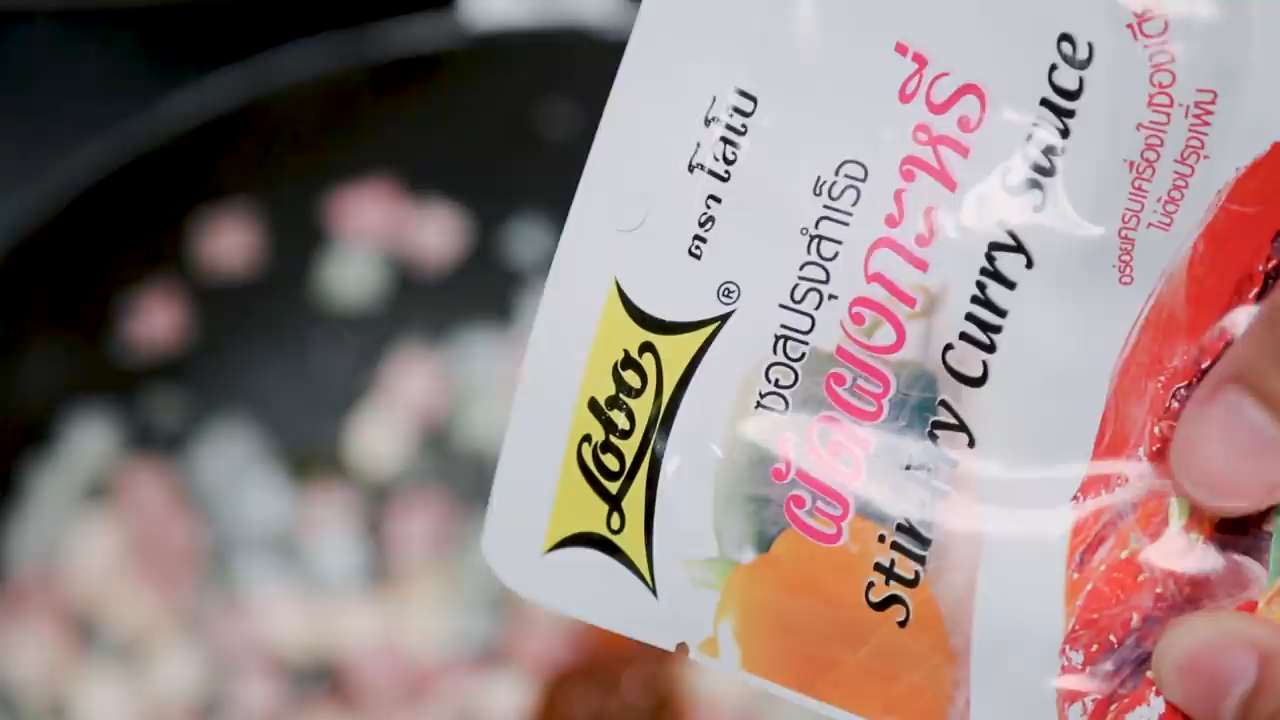 Lobo®
ตราโลโบ
ซอสปรุงสำเร็จ
ผัดผงกะหรี่
Stir Curry Sauce
อร่อยครบเครื่องในซองเดียว
ไม่ต้องปรุงเพิ่ม